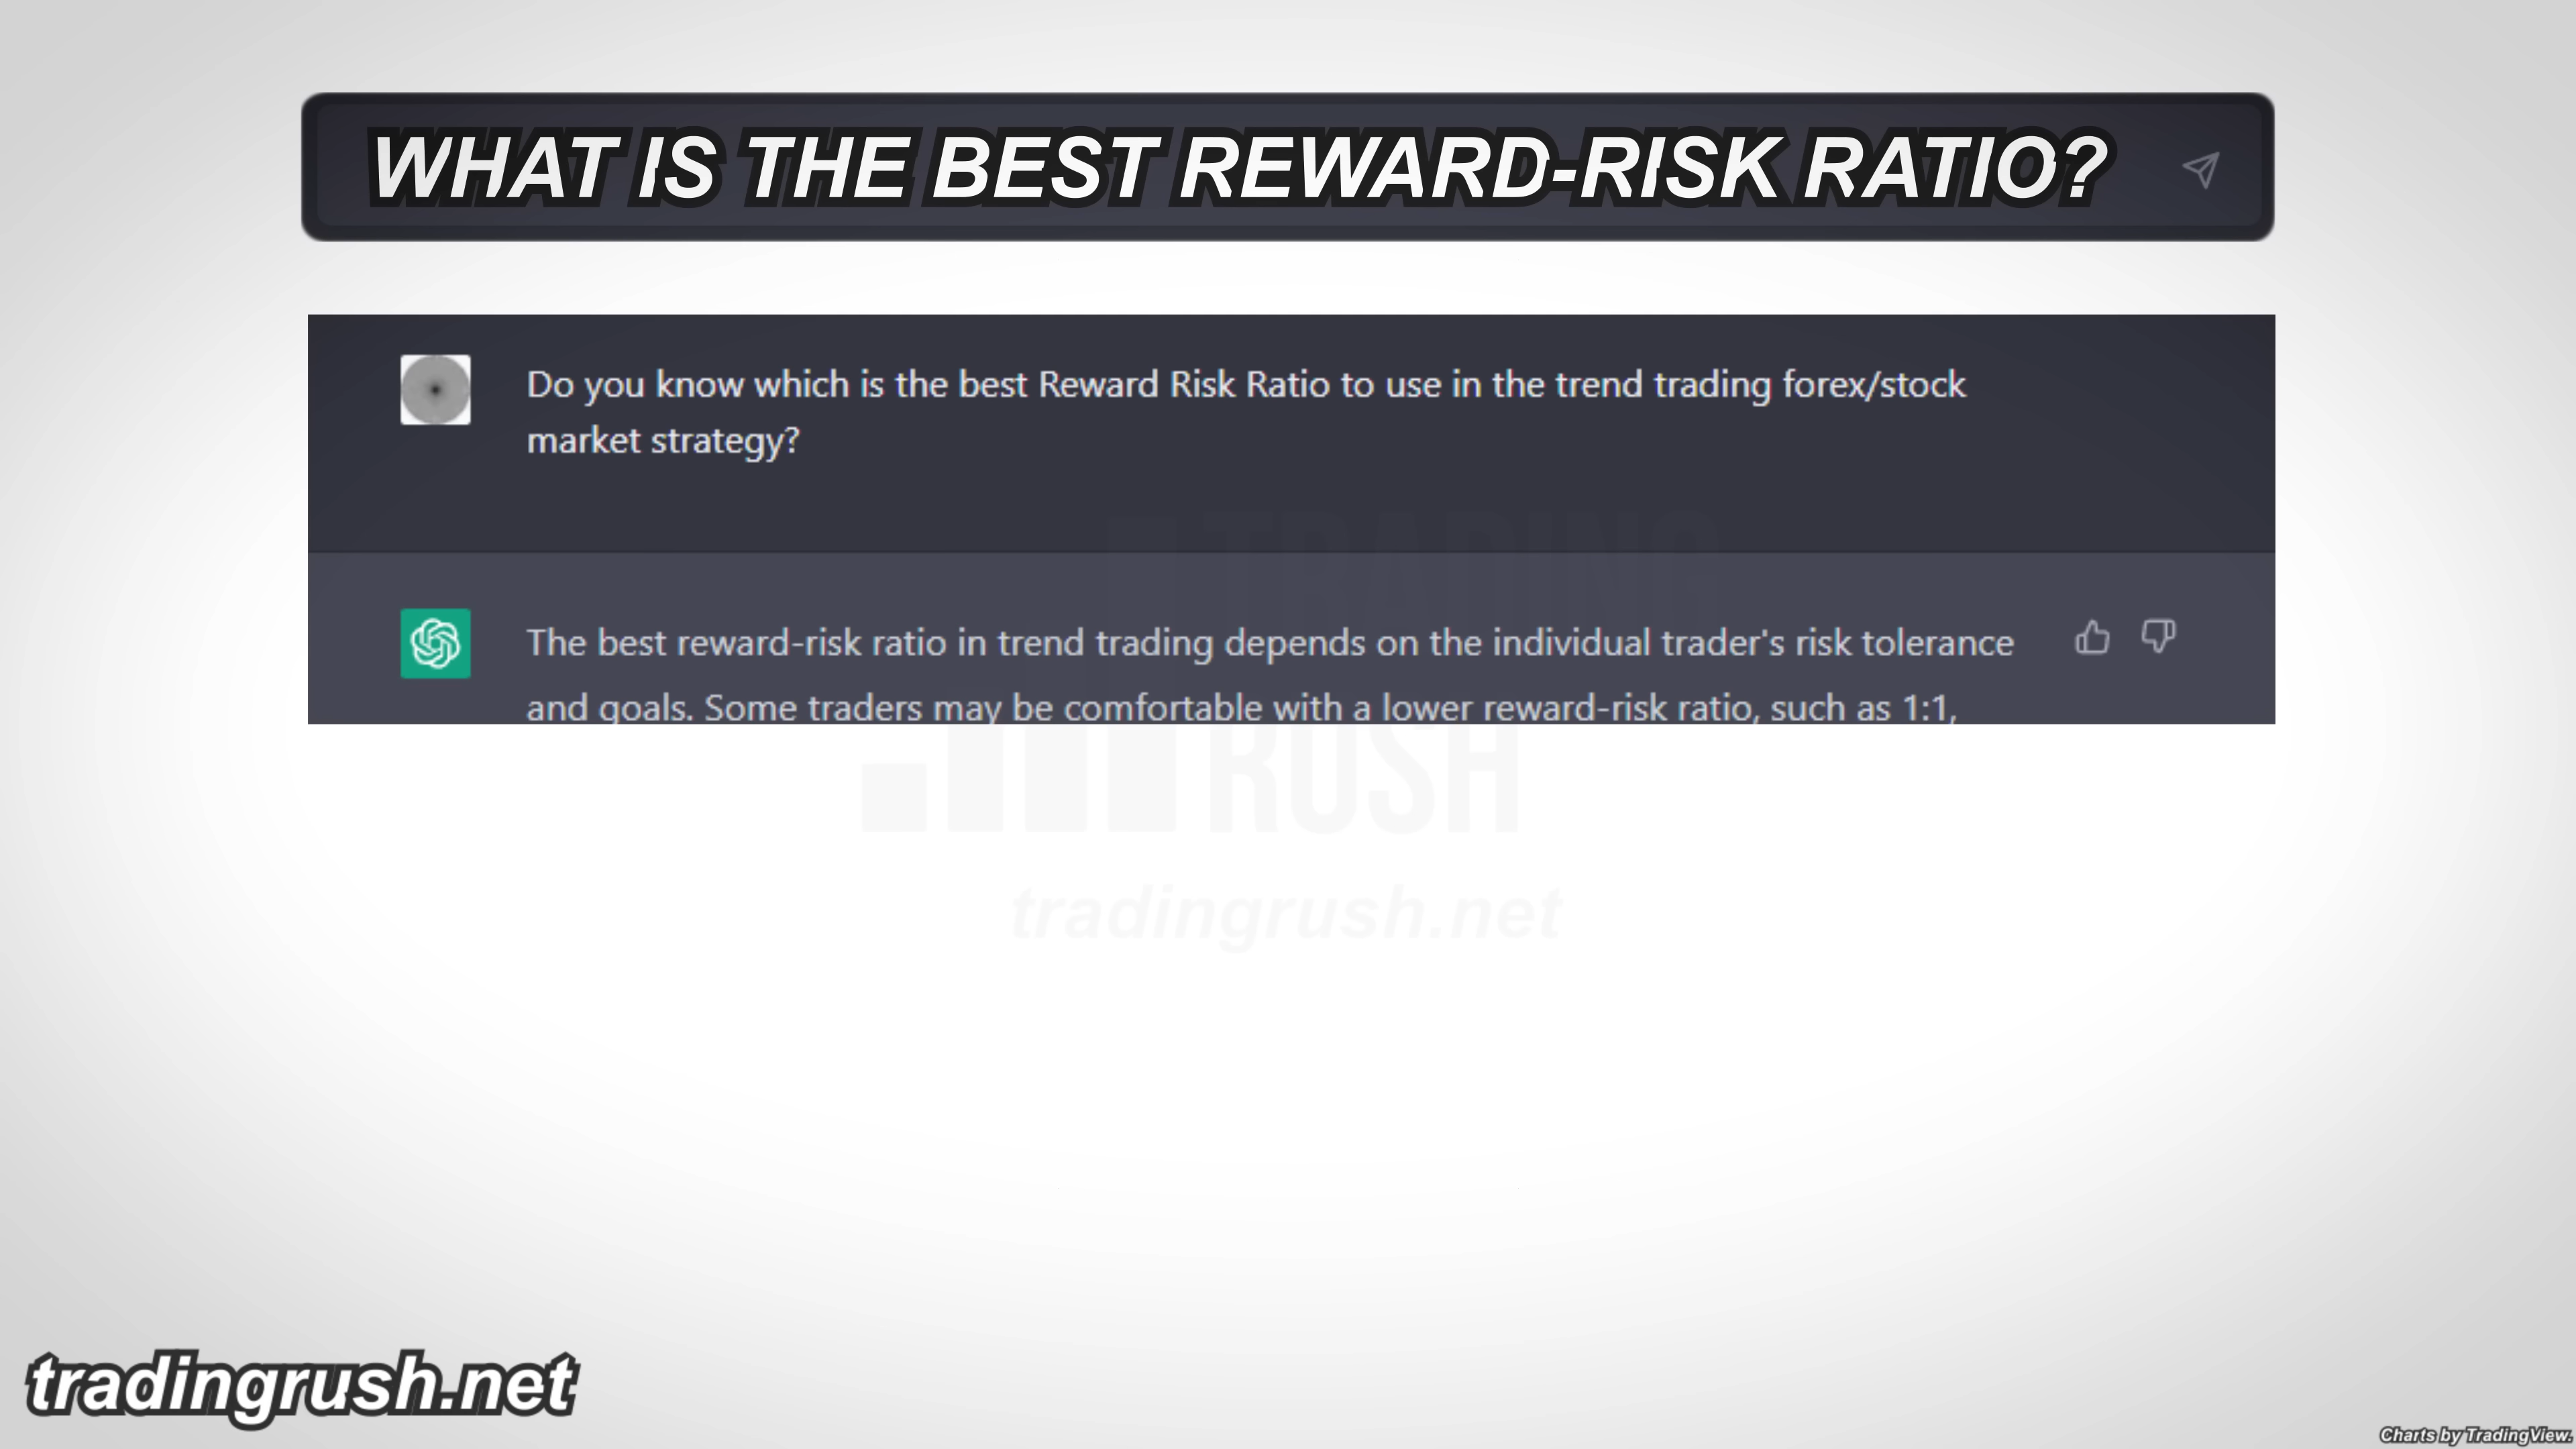 WHAT IS THE BEST REWARD-RISK RATIO?
Do you know which is the best Reward Risk Ratio to use in the trend trading forex/stock
market strategy?
The best reward-risk ratio in trend trading depends on the individual trader's risk tolerance
and goals. Some traders may be comfortable with a lower reward-risk ratio, such as 1:1,
TRADING
RUSH
tradingrush.net
tradingrush.net
Charts by TradingView.